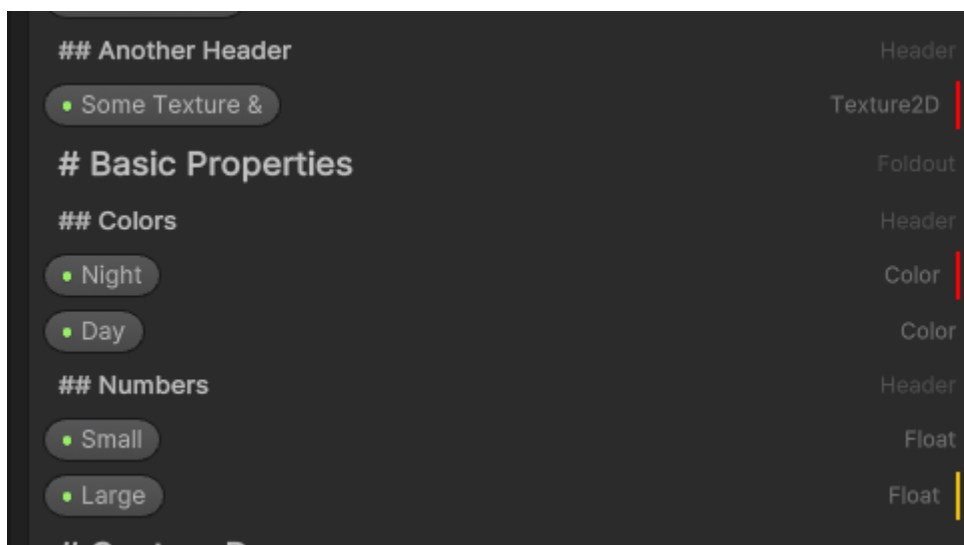 ## Another Header Header
Some Texture & Texture2D
# Basic Properties Foldout
## Colors Header
Night Color
Day Color
## Numbers Header
Small Float
Large Float